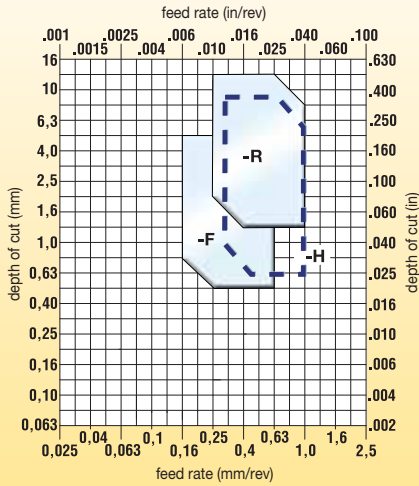 feed rate (in/rev)
.001 .0025 .006 .016 .040 .100
.0015 .004 .010 .025 .060
16 .630
10 .400
6,3 .250
4,0 .160
2,5 .100
1,6 .060
1,0 .040
0,63 .025
0,40 .016
0,25 .010
0,16 .006
0,10 .004
0,063 .002
depth of cut (mm)
depth of cut (in)
-R
-F
-H
0,04 0,1 0,25 0,63 1,6
0,025 0,063 0,16 0,4 1,0 2,5
feed rate (mm/rev)